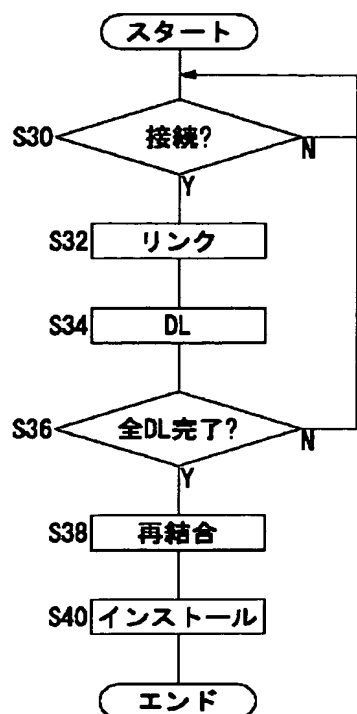 スタート
S30 接続? N
Y
S32 リンク
S34 DL
S36 全DL完了? N
Y
S38 再結合
S40 インストール
エンド